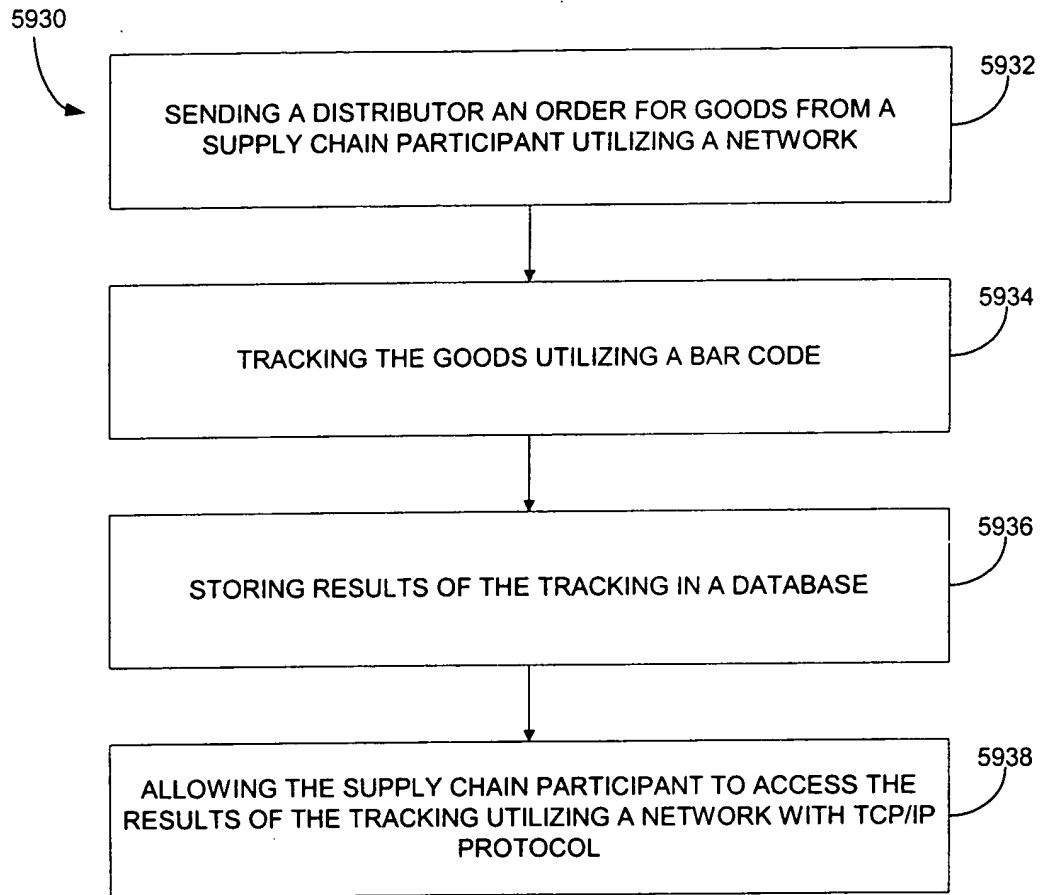 5930
5932
SENDING A DISTRIBUTOR AN ORDER FOR GOODS FROM A
SUPPLY CHAIN PARTICIPANT UTILIZING A NETWORK
5934
TRACKING THE GOODS UTILIZING A BAR CODE
5936
STORING RESULTS OF THE TRACKING IN A DATABASE
5938
ALLOWING THE SUPPLY CHAIN PARTICIPANT TO ACCESS THE
RESULTS OF THE TRACKING UTILIZING A NETWORK WITH TCP/IP
PROTOCOL